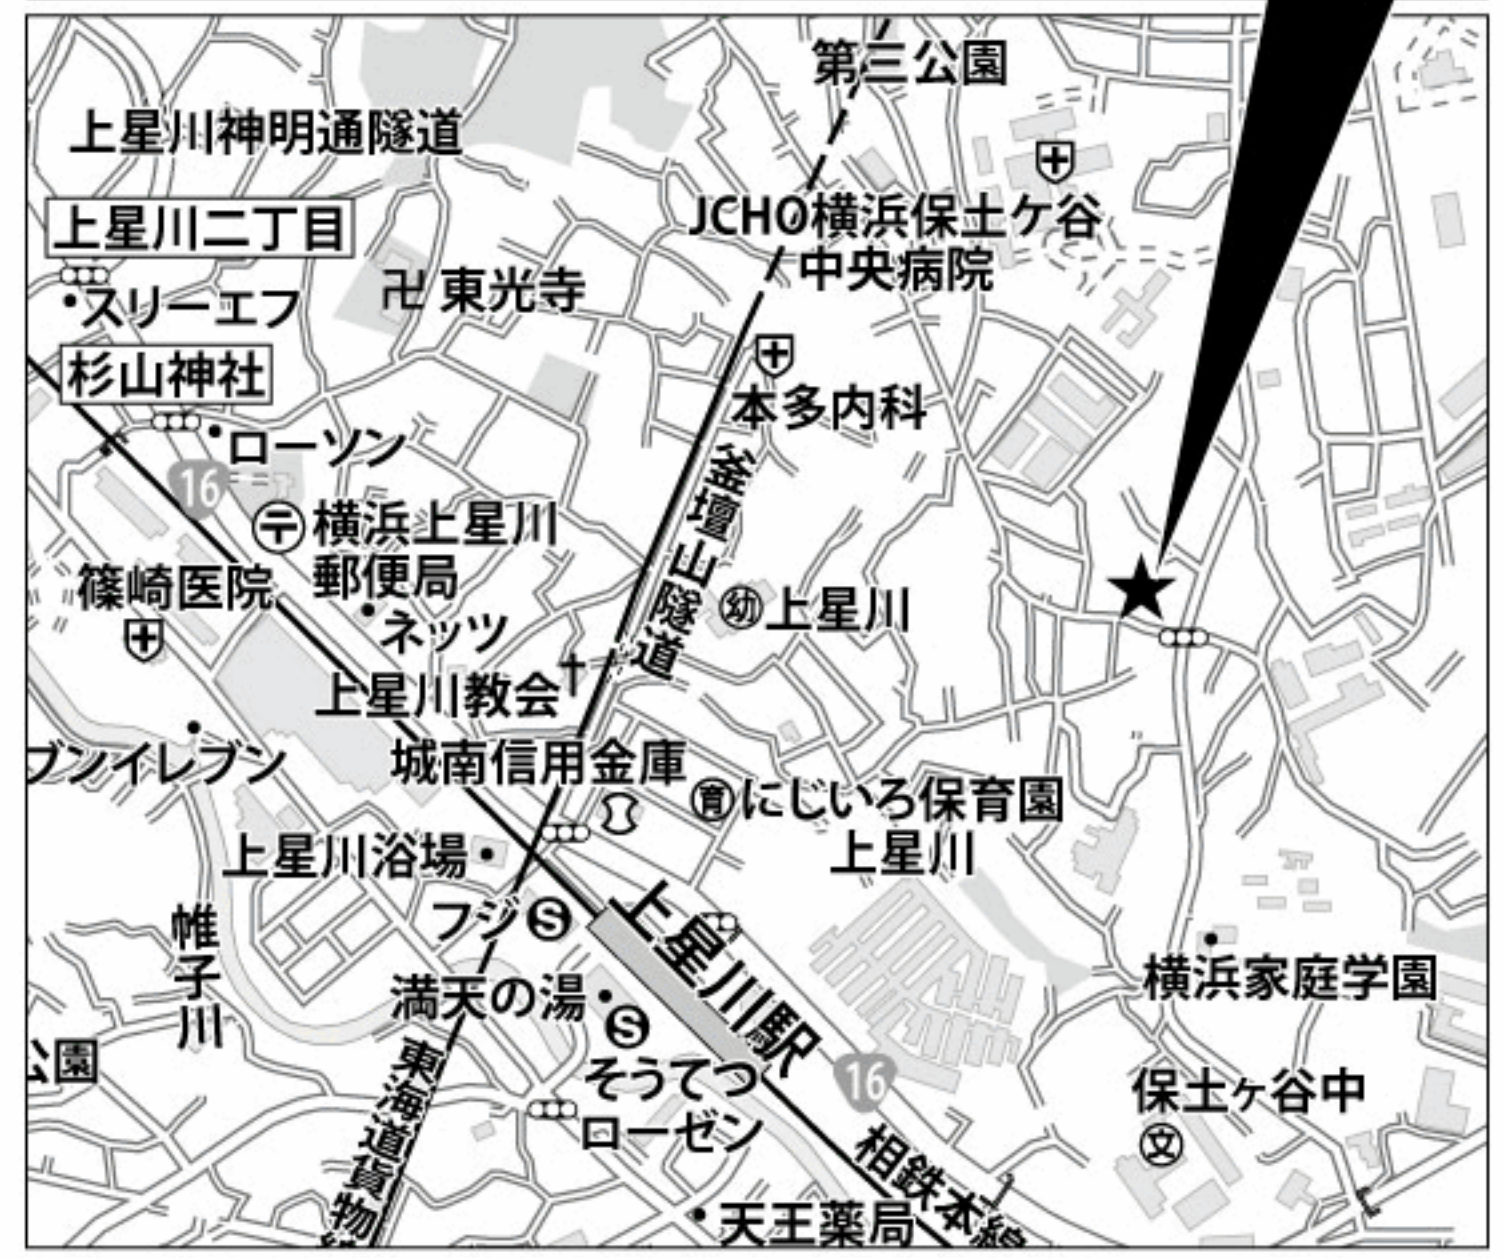 第三公園
上星川神明通隧道
JCHO横浜保土ケ谷
中央病院
上星川二丁目
卍 東光寺
スリーエフ
杉山神社
本多内科
ローソン
16
釜壇山隧道
〒 横浜上星川
郵便局
篠崎医院
幼 上星川
ネッツ
上星川教会
ブンイレブン
城南信用金庫
育 にじいろ保育園
上星川
上星川浴場
フジ S
上星川駅
帷子川
横浜家庭学園
満天の湯
S
そうてつ
ローゼン
公園
東海道貨物線
16
保土ヶ谷中
文
相鉄本線
天王薬局